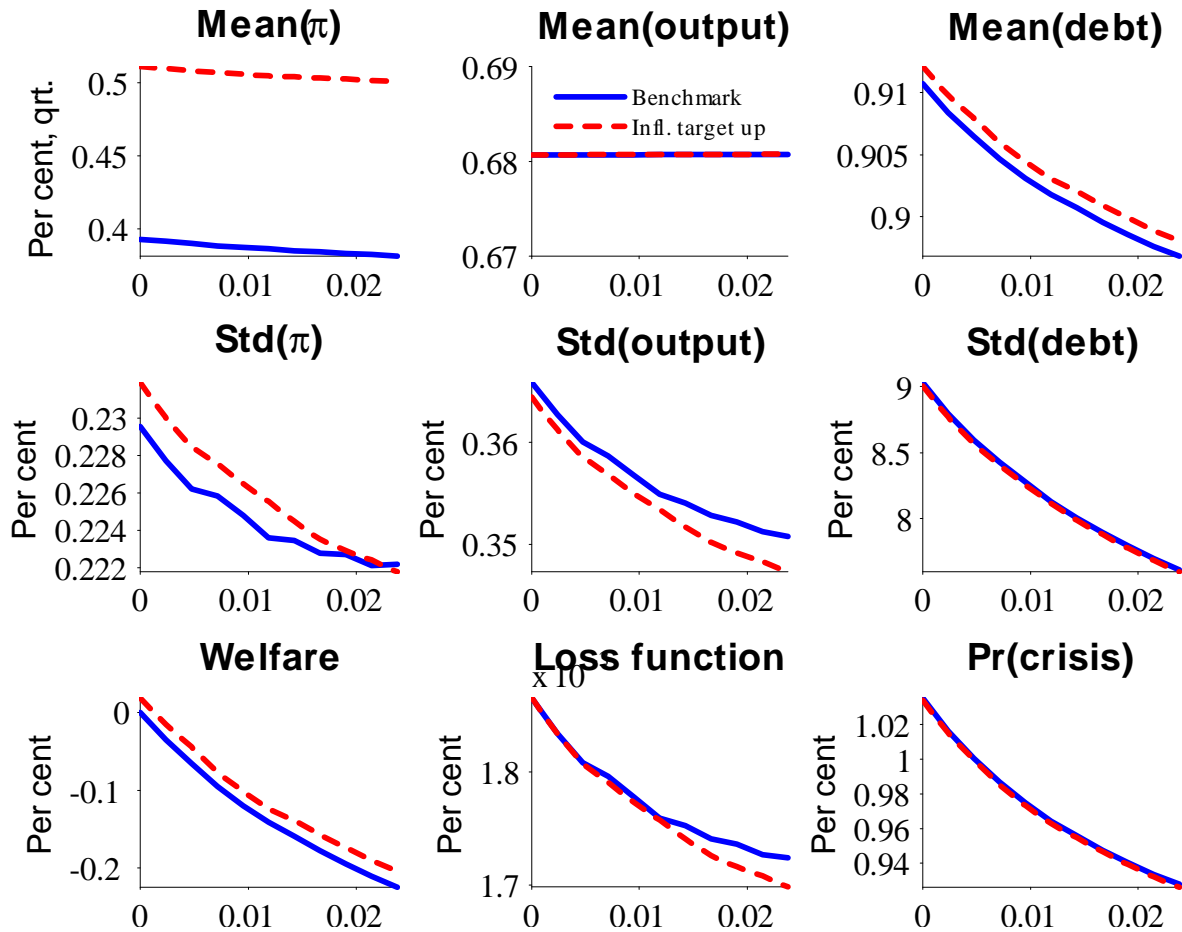 Mean(π)
Mean(output)
Mean(debt)
Per cent, qrt.
0.5
0.45
0.4
0 0.01 0.02
0.69
0.68
0.67
Benchmark
Infl. target up
0 0.01 0.02
0.91
0.905
0.9
0 0.01 0.02
Std(π)
Std(output)
Std(debt)
Per cent
0.23
0.228
0.226
0.224
0.222
0 0.01 0.02
Per cent
0.36
0.35
0 0.01 0.02
Per cent
9
8.5
8
0 0.01 0.02
Welfare
Loss function
Pr(crisis)
Per cent
0
-0.1
-0.2
0 0.01 0.02
x 10
Per cent
1.8
1.7
0 0.01 0.02
Per cent
1.02
1
0.98
0.96
0.94
0 0.01 0.02